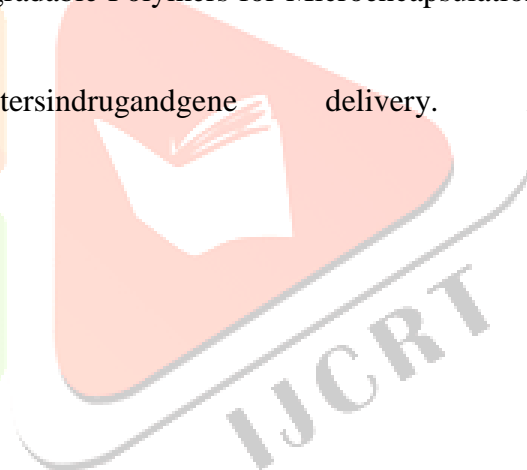 gradable Polymers for Microencapsulation
tersindrugandgene delivery.
IJCRT